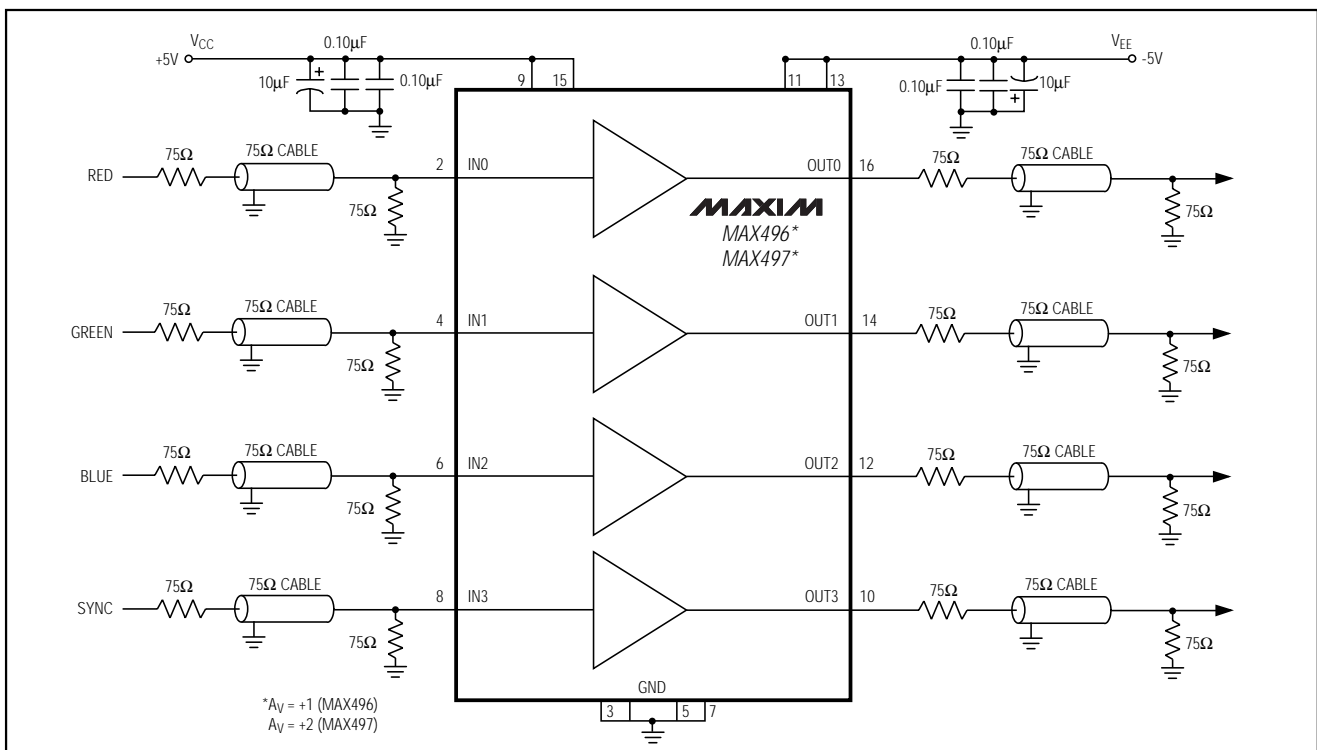 V_CC 0.10µF 0.10µF V_EE
+5V -5V
10µF + 0.10µF 9 15 11 13 0.10µF + 10µF
75Ω 75Ω CABLE 75Ω 75Ω CABLE
RED 2 IN0 OUT0 16
75Ω MAXIM 75Ω
MAX496*
MAX497*
75Ω 75Ω CABLE 75Ω 75Ω CABLE
GREEN 4 IN1 OUT1 14
75Ω 75Ω
75Ω 75Ω CABLE 75Ω 75Ω CABLE
BLUE 6 IN2 OUT2 12
75Ω 75Ω
75Ω 75Ω CABLE 75Ω 75Ω CABLE
SYNC 8 IN3 OUT3 10
75Ω 75Ω
GND
*A_V = +1 (MAX496) 3 5 7
A_V = +2 (MAX497)